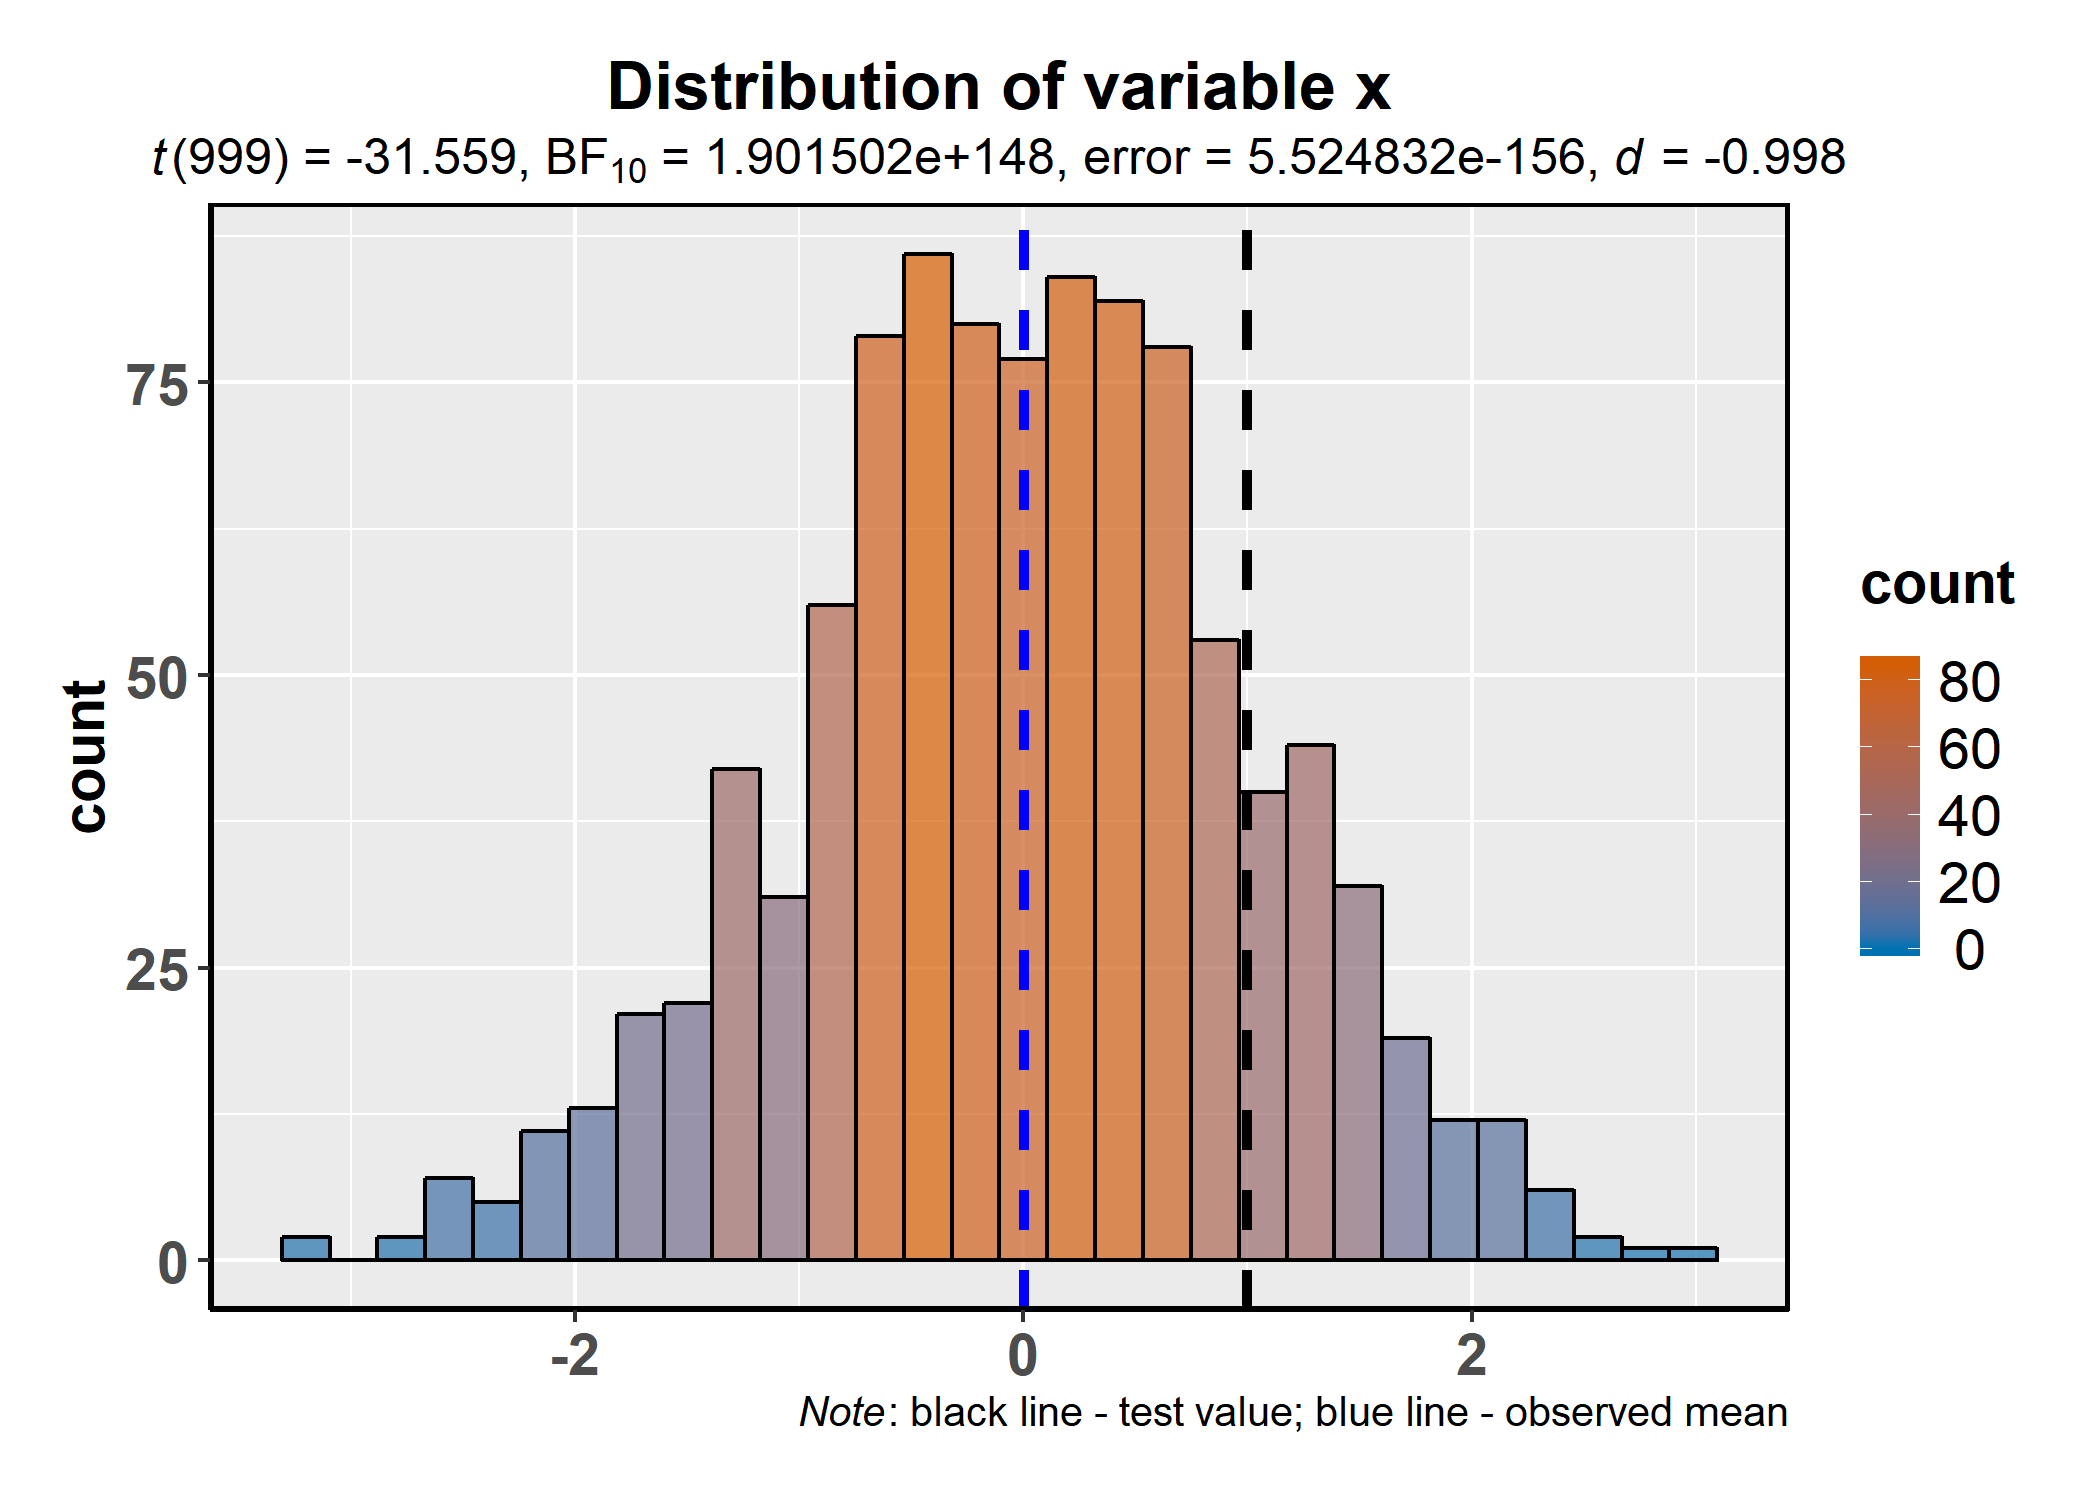 Distribution of variable x
t(999) = -31.559, BF₁₀ = 1.901502e+148, error = 5.524832e-156, d = -0.998
count
75
50
25
0
-2 0 2
count
80
60
40
20
0
Note: black line - test value; blue line - observed mean